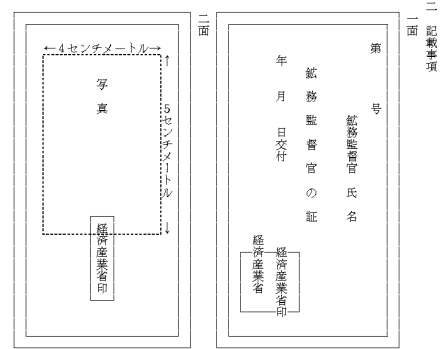 二　記載事項
一面
第　　　号
鉱務監督官　氏　名
鉱　務　監　督　官　の　証
年　　月　　日交付
経済産業省印
経済産業省
二面
←4センチメートル→
↑5センチメートル↓
写　真
経済産業省印